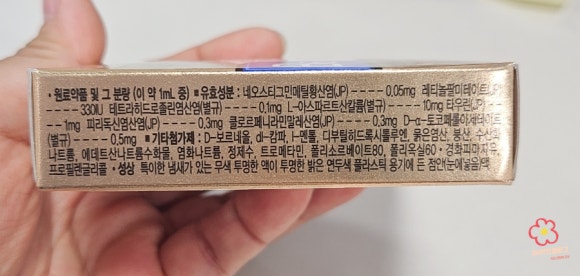 • 원료약품 및 그 분량(이 약 1mL 중) ■ 유효성분 : 네오스티그민메틸황산염(JP) ---- 0.05mg 레티놀팔미테이트(JP)
----- 330IU 테트라히드로졸린염산염(별규) ---- 0.1mg L-아스파르트산칼륨(별규) ------ 10mg 타우린(JP)
---- 1mg 피리독신염산염(JP) ---- 0.3mg 클로르페니라민말레산염(JP) ---- 0.3mg D-α-토코페롤아세테이트
(별규) ---- 0.5mg ■ 기타첨가제 : D-보르네올, dl-캄파, L-멘톨, 디부틸히드록시톨루엔, 묽은염산, 붕산, 수산화
나트륨, 에데트산나트륨수화물, 염화나트륨, 정제수, 트로메타민, 폴리소르베이트80, 폴리옥실60 · 경화피마자유,
프로필렌글리콜 • 성상 특이한 냄새가 있는 무색 투명한 액이 투명한 밝은 연두색 플라스틱 용기에 든 점안(눈에 넣음)액